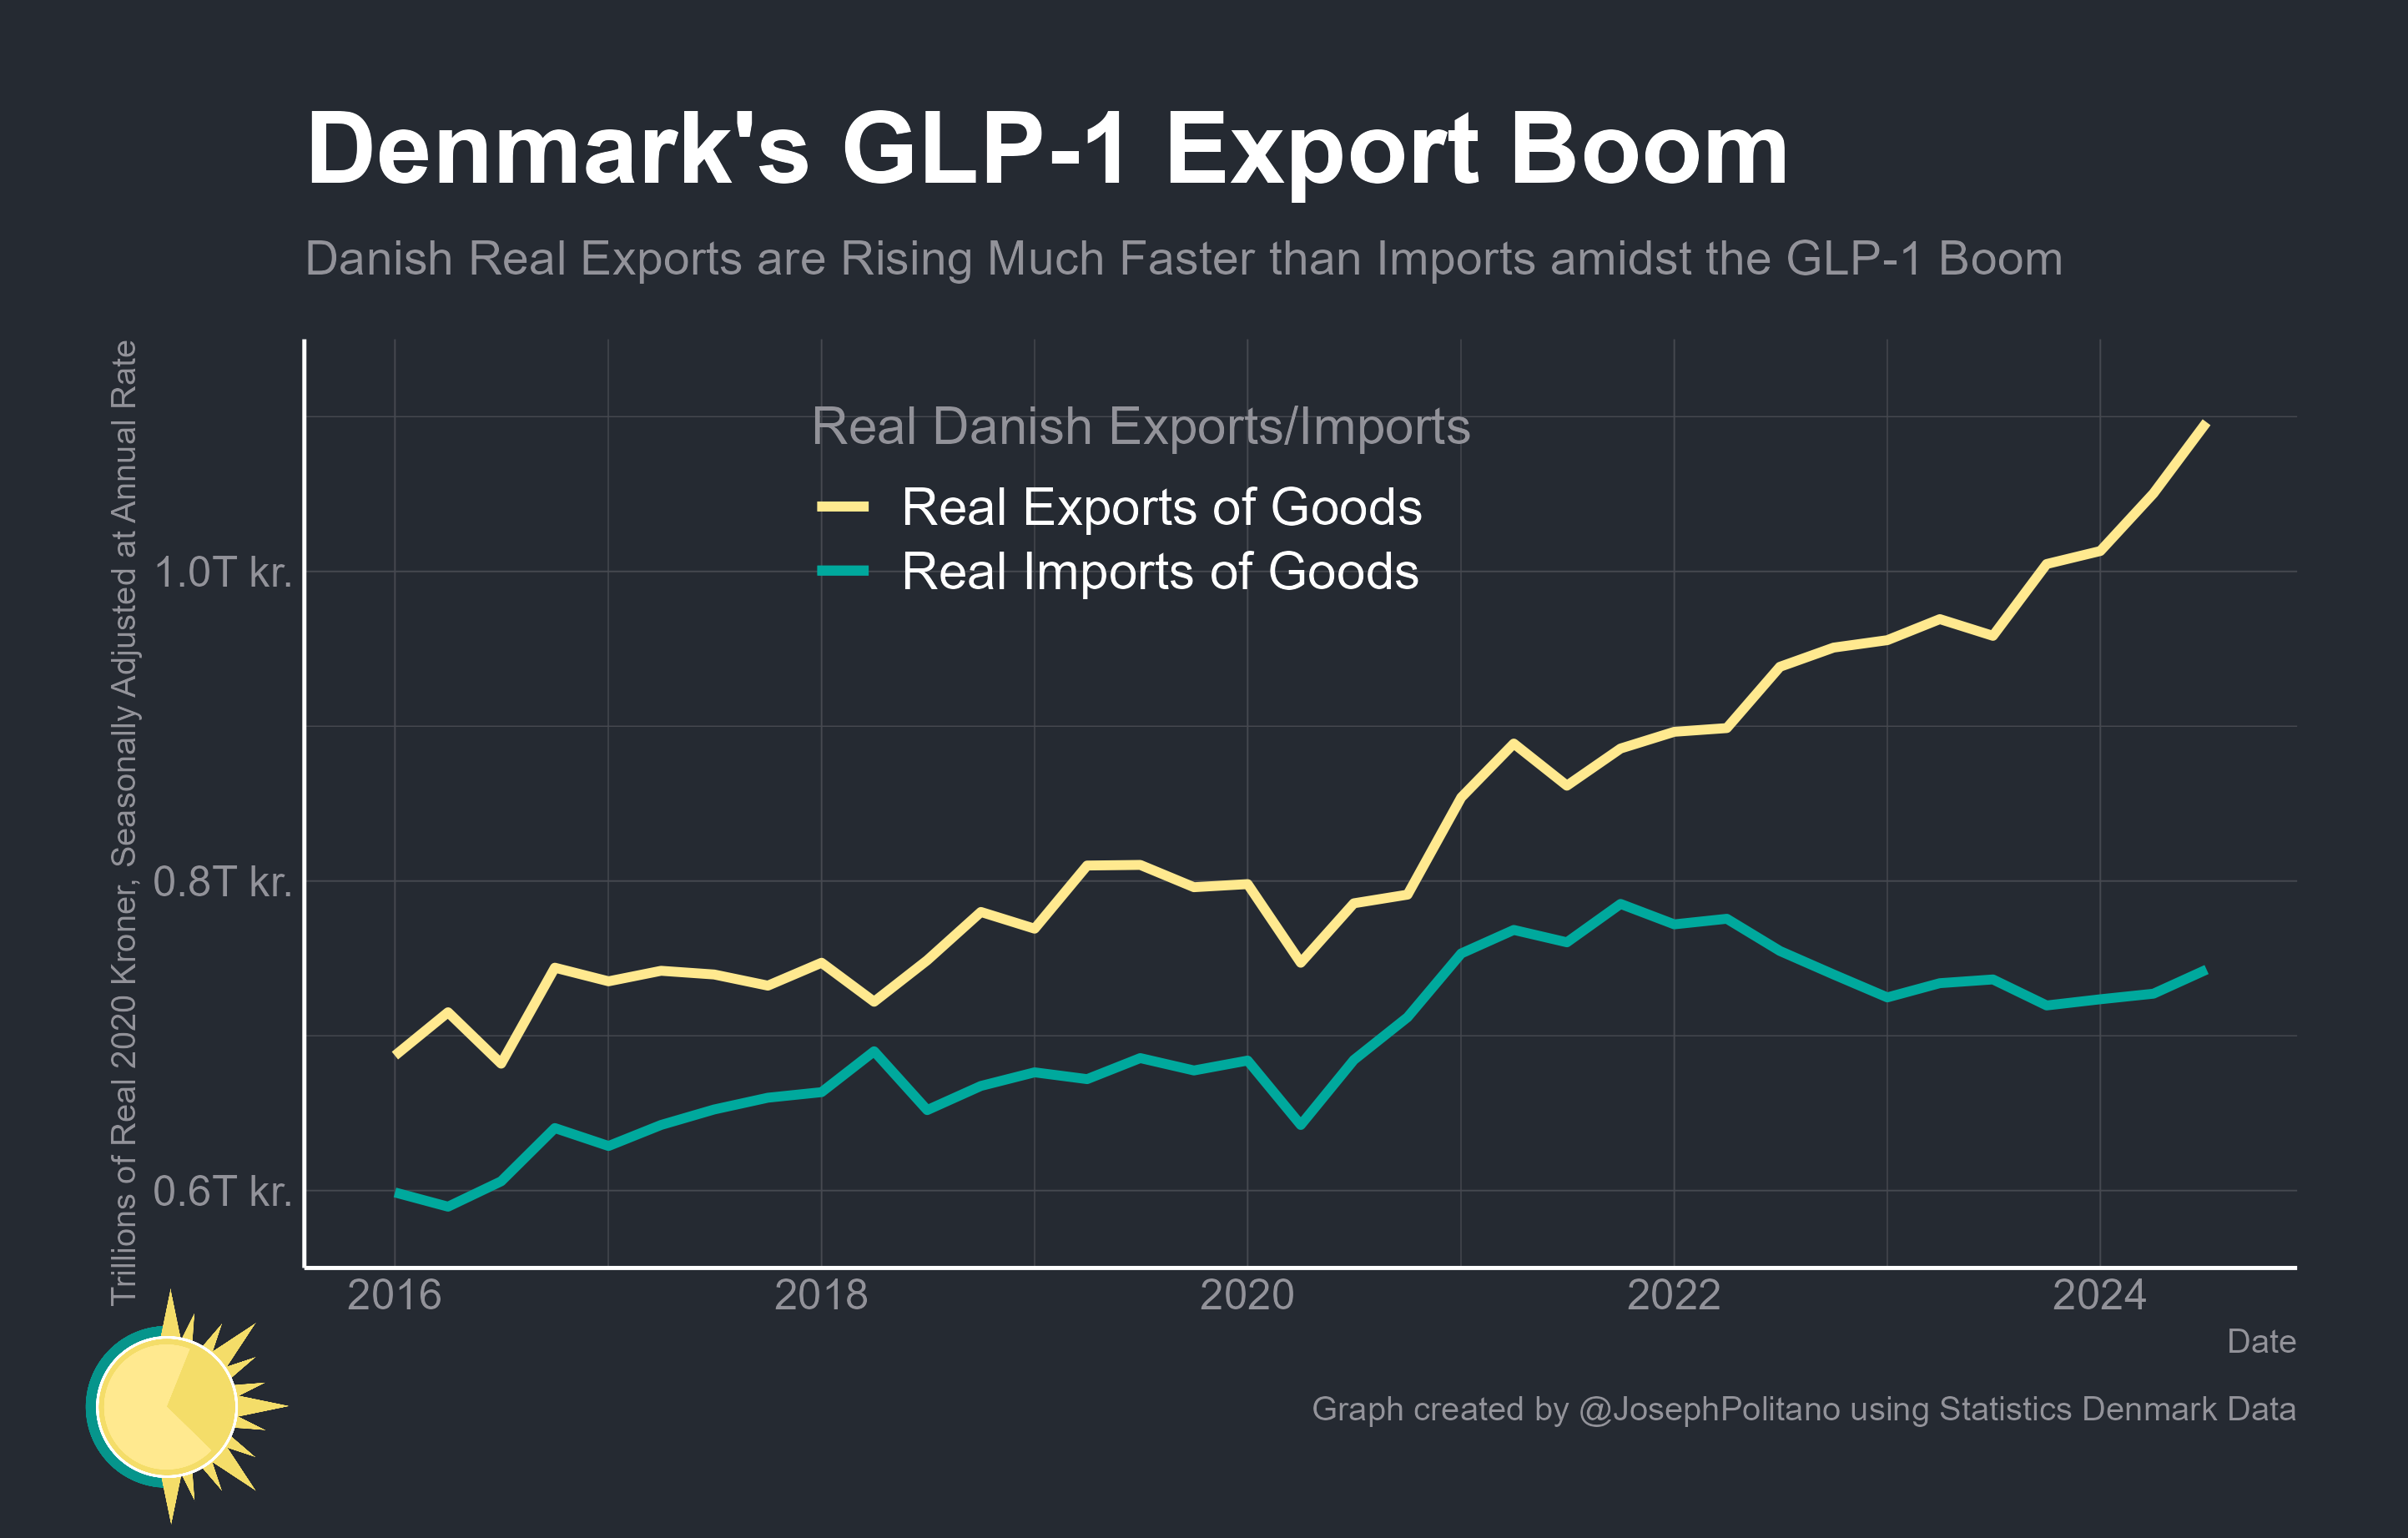 Denmark's GLP-1 Export Boom
Danish Real Exports are Rising Much Faster than Imports amidst the GLP-1 Boom
Trillions of Real 2020 Kroner, Seasonally Adjusted at Annual Rate
Real Danish Exports/Imports
Real Exports of Goods
Real Imports of Goods
1.0T kr.
0.8T kr.
0.6T kr.
2016 2018 2020 2022 2024
Date
Graph created by @JosephPolitano using Statistics Denmark Data